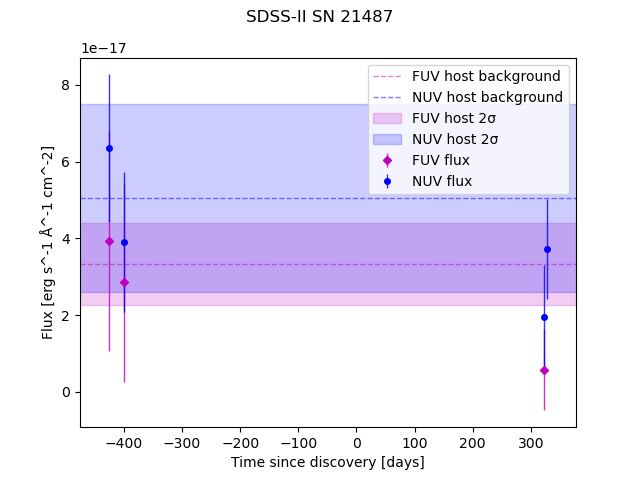 SDSS-II SN 21487
1e−17
FUV host background
NUV host background
FUV host 2σ
NUV host 2σ
FUV flux
NUV flux
8
6
4
2
0
Flux [erg s^-1 Å^-1 cm^-2]
−400 −300 −200 −100 0 100 200 300
Time since discovery [days]